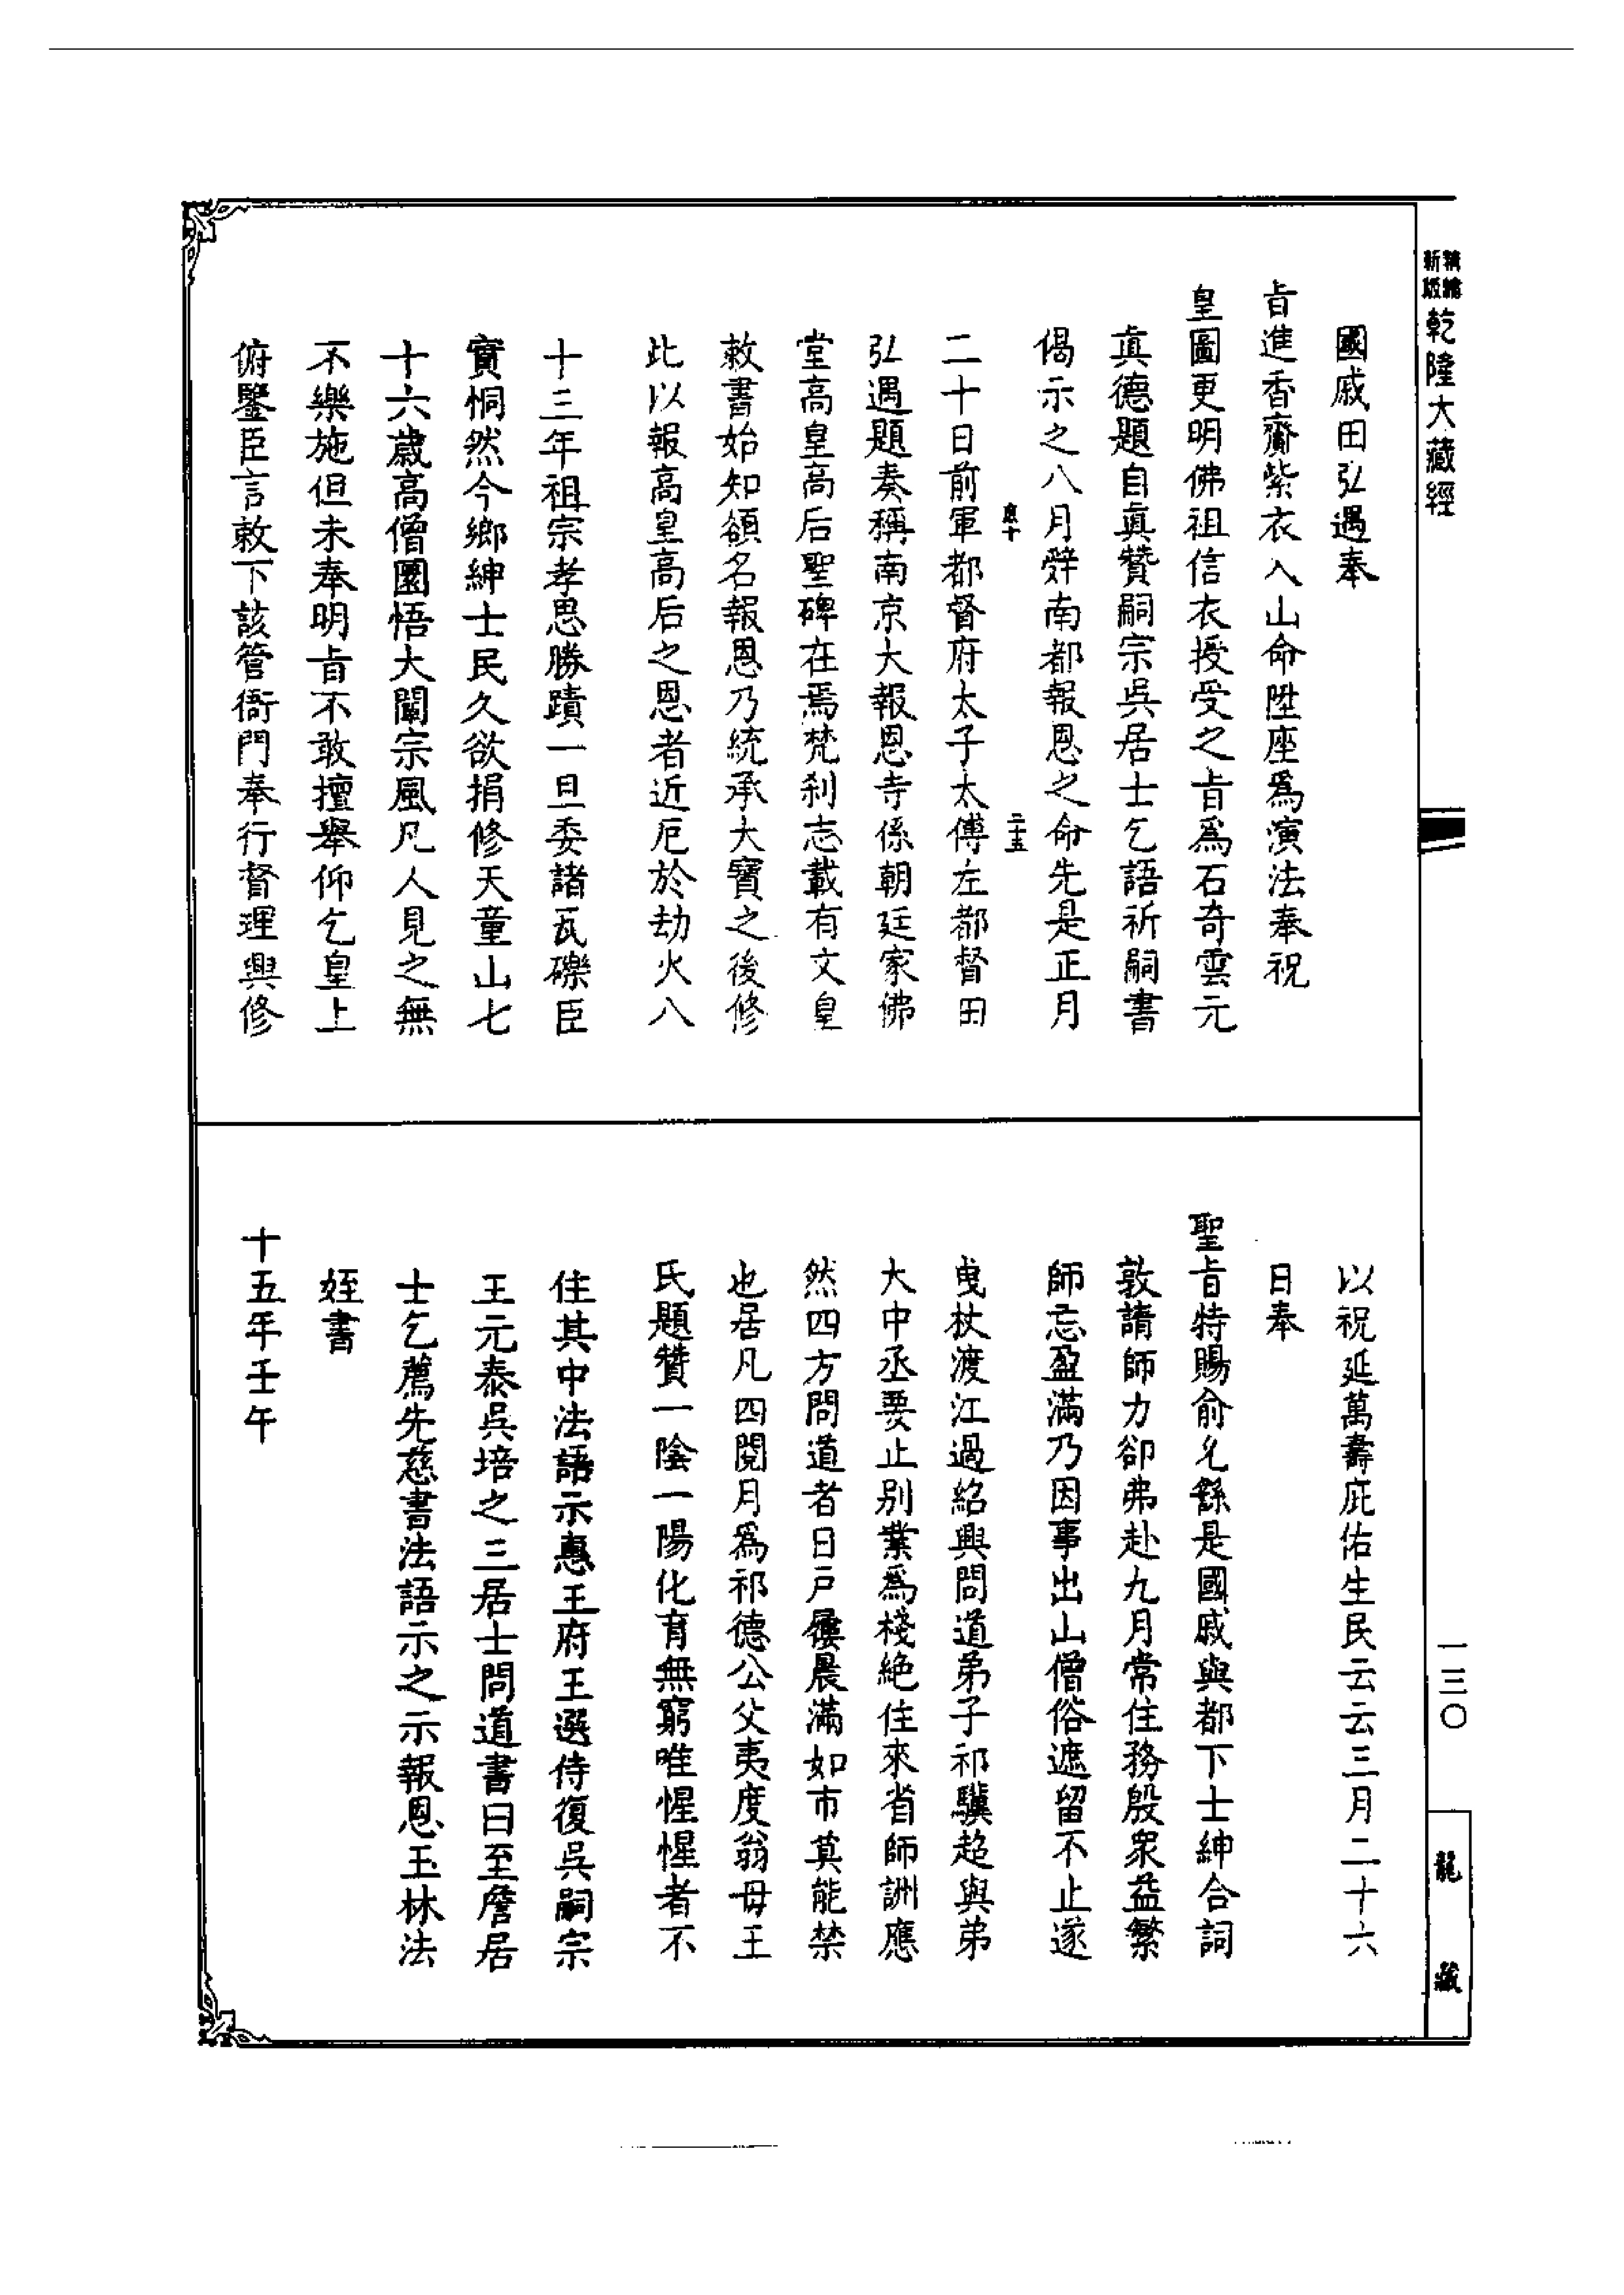 精縮
新版
乾隆大藏經
國戚田弘遇奉
旨進香齎紫衣入山命陞座為演法奉祝
皇圖更明佛祖信衣授受之旨爲石奇雲元
真德題自真贊嗣宗吳居士乞語祈嗣書
偈示之八月辤南都報恩之命先是正月
二十日前軍都督府太子太傅左都督田
弘遇題奏稱南京大報恩寺係朝廷家佛
堂高皇高后聖碑在焉梵刹志載有文皇
敕書始知額名報恩乃統承大寶之後修
此以報高皇高后之恩者近厄於劫火八
十三年祖宗孝思勝蹟一旦委諸瓦礫臣
實恫然今鄉紳士民久欲捐修天童山七
十六歲高僧圜悟大闡宗風凡人見之無
不樂施但未奉明旨不敢擅舉仰乞皇上
俯鑒臣言敕下該管衙門奉行督理興修
二十五
以祝延萬壽庇佑生民云云三月二十六
日奉
聖旨特賜俞允繇是國戚與都下士紳合詞
敦請師力卻弗赴九月常住務殷衆益繁
師忘盈滿乃因事出山僧俗遮留不止遂
曵杖渡江過紹興問道弟子祁驥超與弟
大中丞要止別業為棧絶住來省師詶應
然四方問道者日戶屨晨滿如市莫能禁
也居凡四閱月爲祁德公父夷度翁母王
氏題贊一陰一陽化育無窮唯惺惺者不
住其中法語示惠王府王選侍復吳嗣宗
王元泰吳培之三居士問道書曰至詹居
士乞薦先慈書法語示之示報恩玉林法
姪書
十五年壬午
一三〇
龍藏